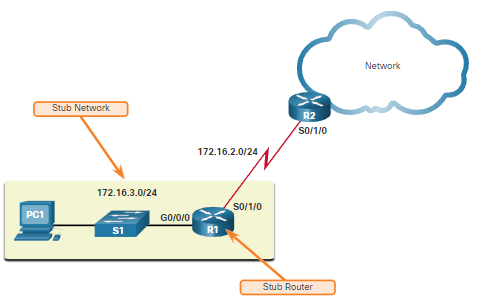 Network
Stub Network
R2
S0/1/0
172.16.2.0/24
172.16.3.0/24
S0/1/0
PC1
G0/0/0
S1
R1
Stub Router